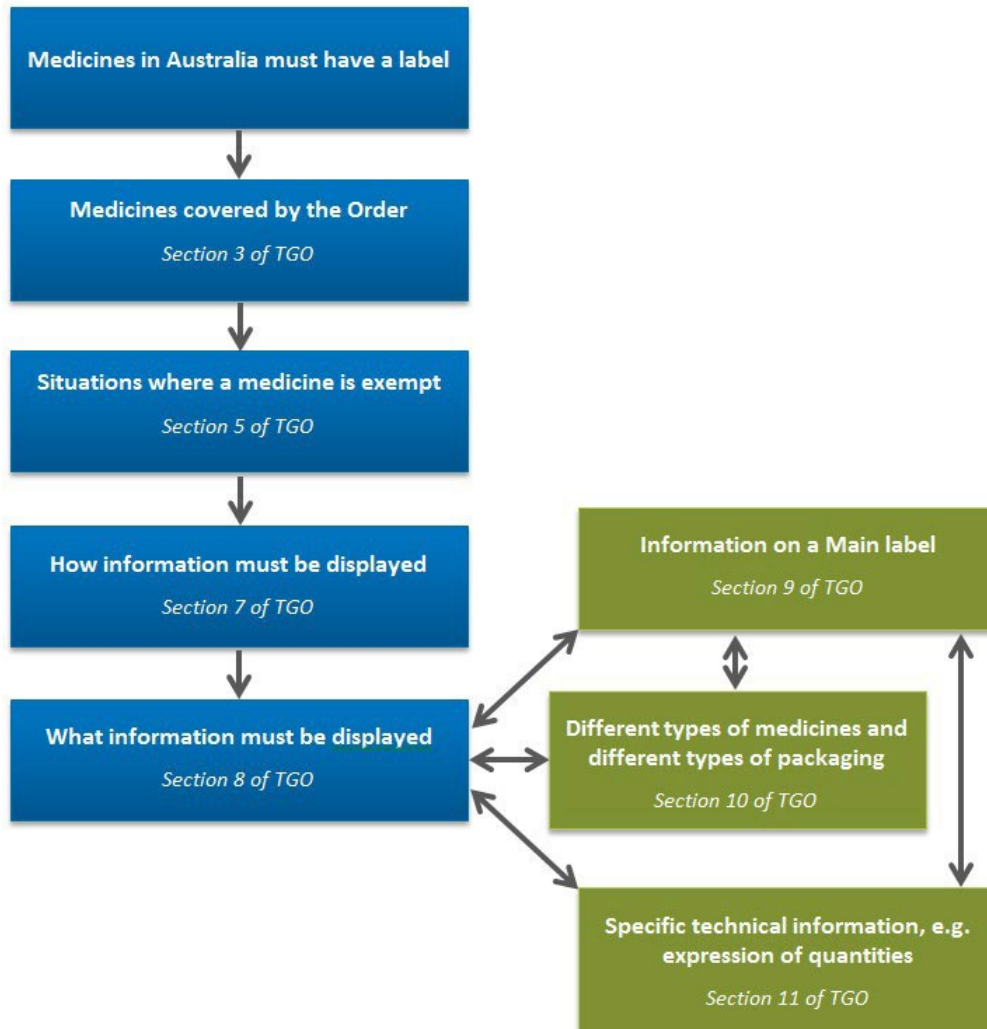 Medicines in Australia must have a label
Medicines covered by the Order
Section 3 of TGO
Situations where a medicine is exempt
Section 5 of TGO
How information must be displayed
Section 7 of TGO
What information must be displayed
Section 8 of TGO
Information on a Main label
Section 9 of TGO
Different types of medicines and
different types of packaging
Section 10 of TGO
Specific technical information, e.g.
expression of quantities
Section 11 of TGO